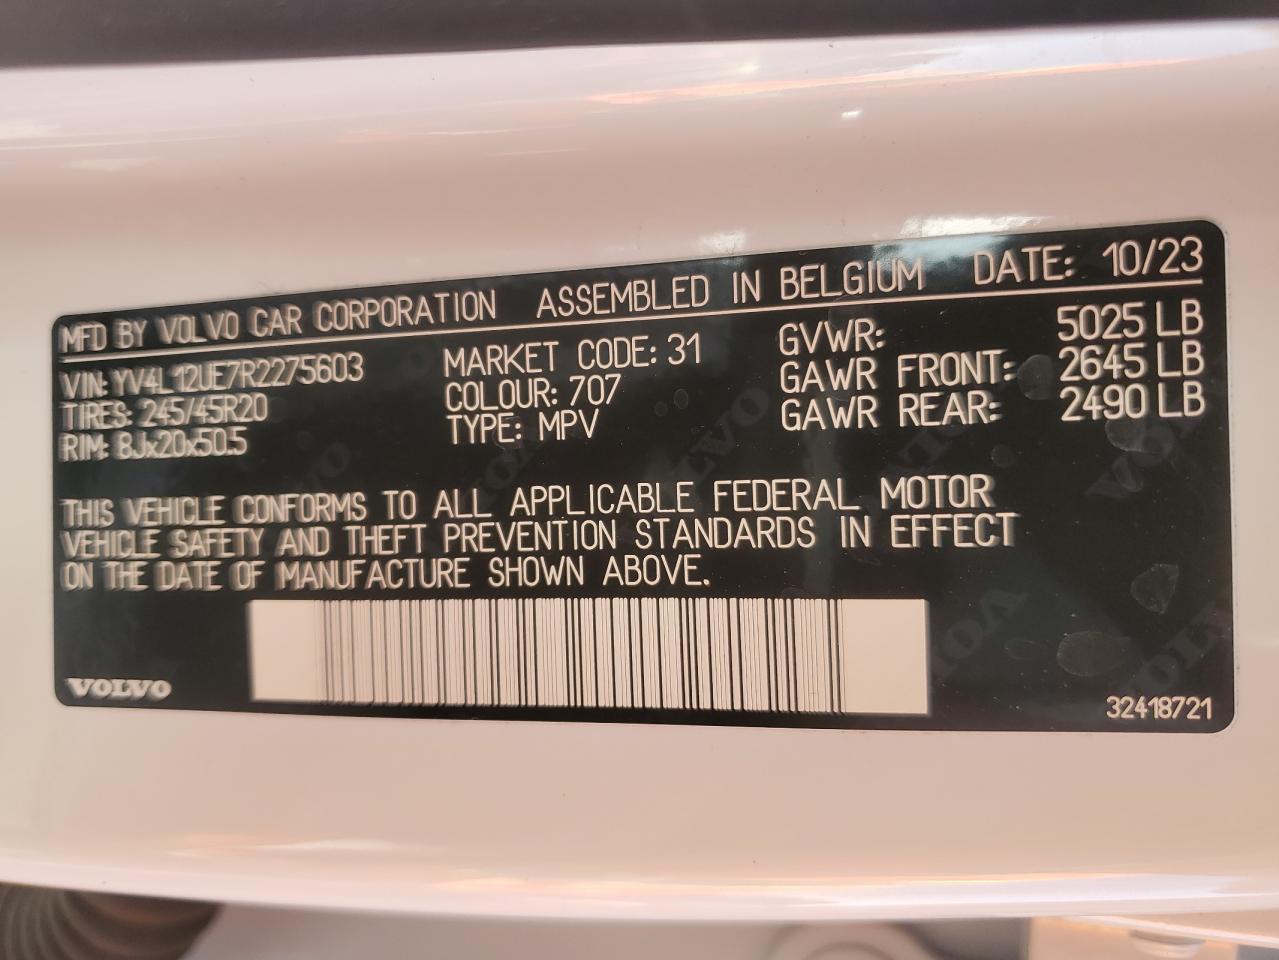 MFD BY VOLVO CAR CORPORATION ASSEMBLED IN BELGIUM DATE: 10/23
VIN: YV4L12UE7R2275603 MARKET CODE: 31 GVWR: 5025 LB
TIRES: 245/45R20 COLOUR: 707 GAWR FRONT: 2645 LB
RIM: 8Jx20x50.5 TYPE: MPV GAWR REAR: 2490 LB
THIS VEHICLE CONFORMS TO ALL APPLICABLE FEDERAL MOTOR
VEHICLE SAFETY AND THEFT PREVENTION STANDARDS IN EFFECT
ON THE DATE OF MANUFACTURE SHOWN ABOVE.
VOLVO 32418721